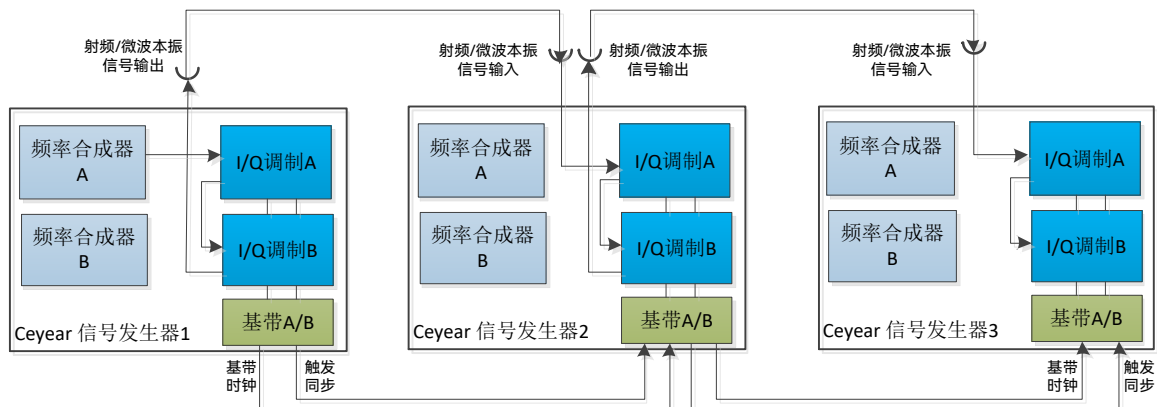 射频/微波本振
信号输出
射频/微波本振
信号输入
射频/微波本振
信号输出
射频/微波本振
信号输入
频率合成器
A
I/Q调制A
频率合成器
B
I/Q调制B
基带A/B
Ceyear 信号发生器1
频率合成器
A
I/Q调制A
频率合成器
B
I/Q调制B
基带A/B
Ceyear 信号发生器2
频率合成器
A
I/Q调制A
频率合成器
B
I/Q调制B
基带A/B
Ceyear 信号发生器3
基带
时钟
触发
同步
基带
时钟
触发
同步